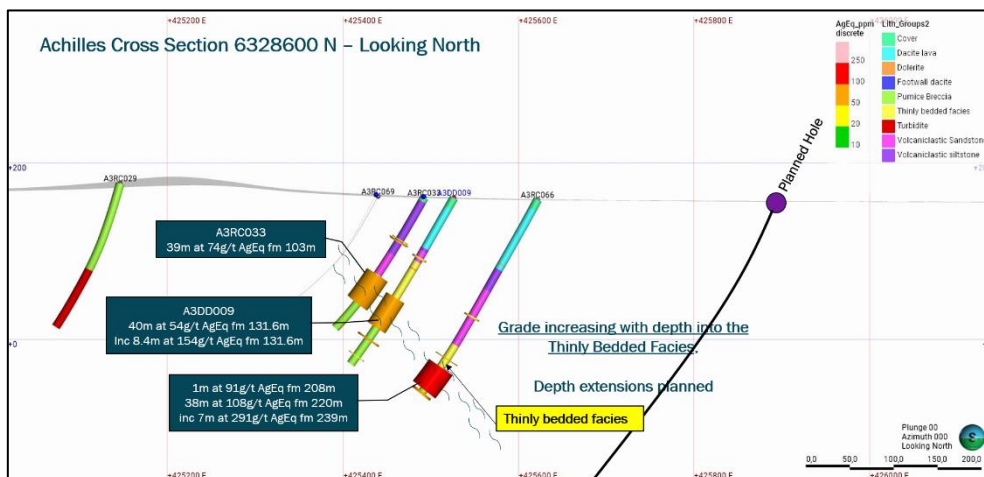 +425200 E
+425400 E
+425600 E
+425800 E
Achilles Cross Section 6328600 N – Looking North
AgEq_ppm
discrete
250
100
50
20
10
Lith_Groups2
Cover
Dacite lava
Dolerite
Footwall dacite
Pumice Breccia
Thinly bedded facies
Turbidite
Volcaniclastic Sandstone
Volcaniclastic siltstone
Planned Hole
+200
A3RC029
A3RC069
A3RC033
A3DD009
A3RC066
A3RC033
39m at 74g/t AgEq fm 103m
A3DD009
40m at 54g/t AgEq fm 131.6m
Inc 8.4m at 154g/t AgEq fm 131.6m
+0
Grade increasing with depth into the
Thinly Bedded Facies.
Depth extensions planned
1m at 91g/t AgEq fm 208m
38m at 108g/t AgEq fm 220m
inc 7m at 291g/t AgEq fm 239m
Thinly bedded facies
Plunge 00
Azimuth 000
Looking North
S
0,0
50,0
100,0
150,0
200,0
+425200 E
+425400 E
+425600 E
+425800 E
+426000 E